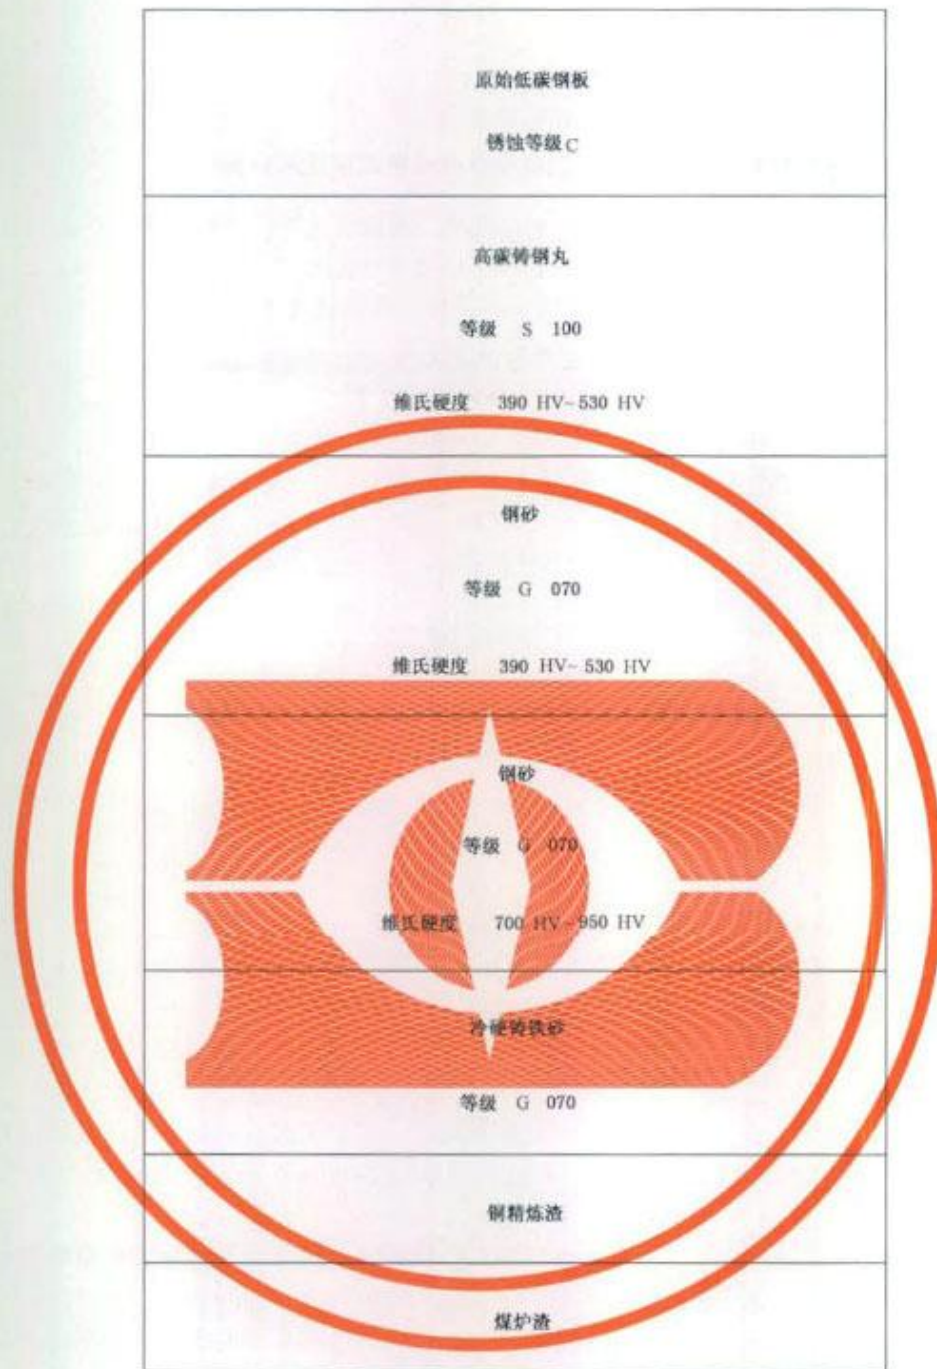 原始低碳钢板
锈蚀等级C
高碳铸钢丸
等级 S 100
维氏硬度 390 HV~530 HV
钢砂
等级 G 070
维氏硬度 390 HV~530 HV
钢砂
等级 G 070
维氏硬度 700 HV~950 HV
冷硬铸铁砂
等级 G 070
铜精炼渣
煤炉渣